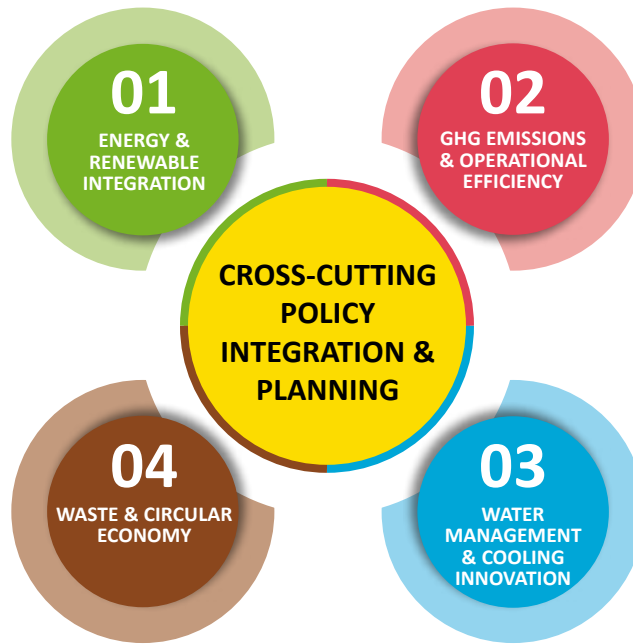 01
ENERGY &
RENEWABLE
INTEGRATION
02
GHG EMISSIONS
& OPERATIONAL
EFFICIENCY
CROSS-CUTTING
POLICY
INTEGRATION &
PLANNING
04
WASTE & CIRCULAR
ECONOMY
03
WATER
MANAGEMENT
& COOLING
INNOVATION